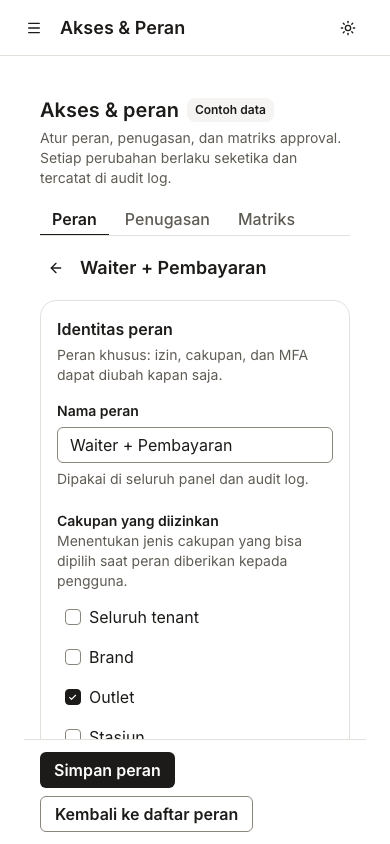 Akses & Peran
Akses & peran
Contoh data
Atur peran, penugasan, dan matriks approval.
Setiap perubahan berlaku seketika dan
tercatat di audit log.
Peran
Penugasan
Matriks
Waiter + Pembayaran
Identitas peran
Peran khusus: izin, cakupan, dan MFA
dapat diubah kapan saja.
Nama peran
Waiter + Pembayaran
Dipakai di seluruh panel dan audit log.
Cakupan yang diizinkan
Menentukan jenis cakupan yang bisa
dipilih saat peran diberikan kepada
pengguna.
Seluruh tenant
Brand
Outlet
Stasiun
Simpan peran
Kembali ke daftar peran